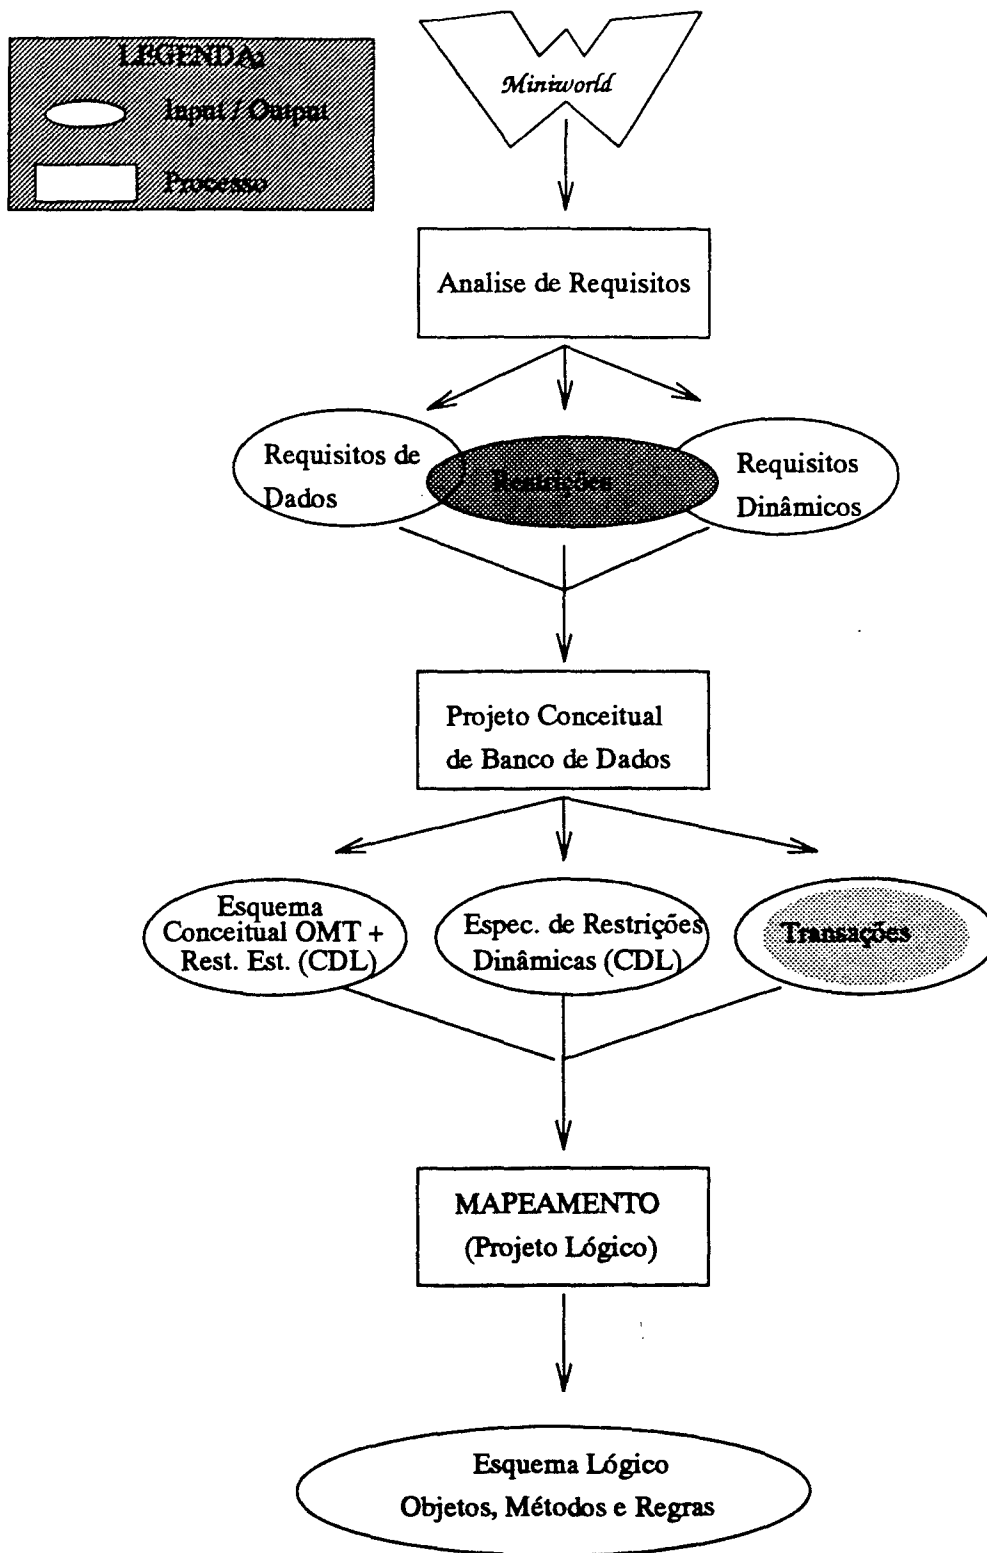 LEGENDA:
Input / Output
Processo
Miniworld
Analise de Requisitos
Requisitos de
Dados
Restrições
Requisitos
Dinâmicos
Projeto Conceitual
de Banco de Dados
Esquema
Conceitual OMT +
Rest. Est. (CDL)
Espec. de Restrições
Dinâmicas (CDL)
Transações
MAPEAMENTO
(Projeto Lógico)
Esquema Lógico
Objetos, Métodos e Regras